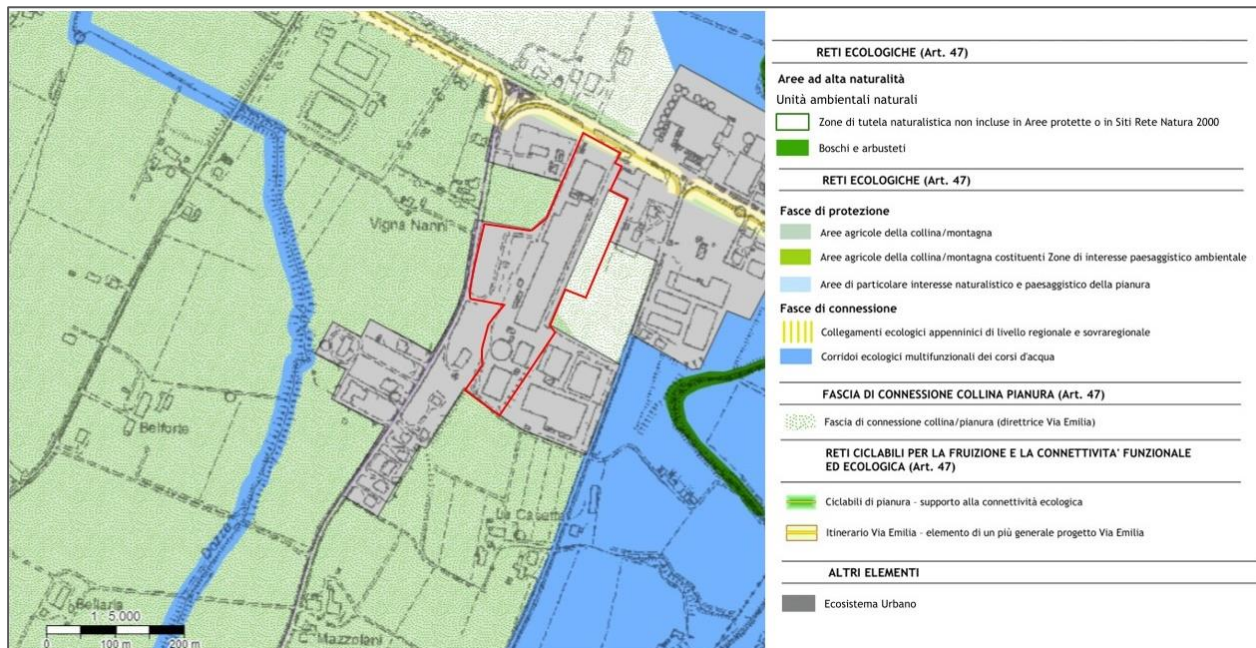 Vigna Nanni
Belforte
Dozza
La Casetta
Bellaria
Mazzolani
1 : 5.000
0 100 m 200 m
RETI ECOLOGICHE (Art. 47)
Aree ad alta naturalità
Unità ambientali naturali
Zone di tutela naturalistica non incluse in Aree protette o in Siti Rete Natura 2000
Boschi e arbusteti
RETI ECOLOGICHE (Art. 47)
Fasce di protezione
Aree agricole della collina/montagna
Aree agricole della collina/montagna costituenti Zone di interesse paesaggistico ambientale
Aree di particolare interesse naturalistico e paesaggistico della pianura
Fasce di connessione
Collegamenti ecologici appenninici di livello regionale e sovraregionale
Corridoi ecologici multifunzionali dei corsi d'acqua
FASCIA DI CONNESSIONE COLLINA PIANURA (Art. 47)
Fascia di connessione collina/pianura (direttrice Via Emilia)
RETI CICLABILI PER LA FRUIZIONE E LA CONNETTIVITA' FUNZIONALE
ED ECOLOGICA (Art. 47)
Ciclabili di pianura - supporto alla connettività ecologica
Itinerario Via Emilia - elemento di un più generale progetto Via Emilia
ALTRI ELEMENTI
Ecosistema Urbano